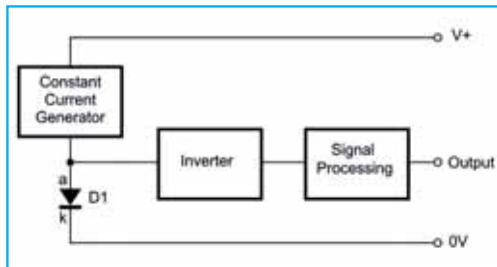 V+
Constant
Current
Generator
Inverter
Signal
Processing
Output
a
D1
k
0V